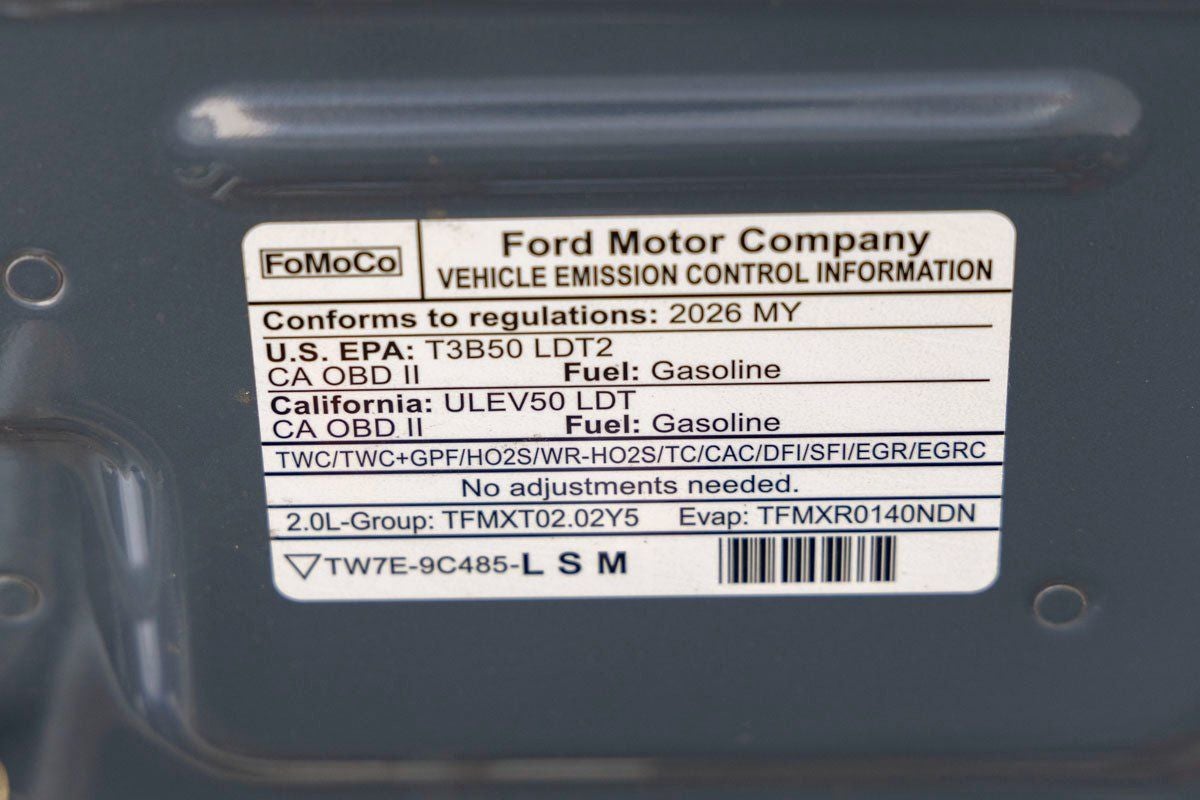 FoMoCo
Ford Motor Company
VEHICLE EMISSION CONTROL INFORMATION
Conforms to regulations: 2026 MY
U.S. EPA: T3B50 LDT2
CA OBD II Fuel: Gasoline
California: ULEV50 LDT
CA OBD II Fuel: Gasoline
TWC/TWC+GPF/HO2S/WR-HO2S/TC/CAC/DFI/SFI/EGR/EGRC
No adjustments needed.
2.0L-Group: TFMXT02.02Y5 Evap: TFMXR0140NDN
TW7E-9C485-L S M